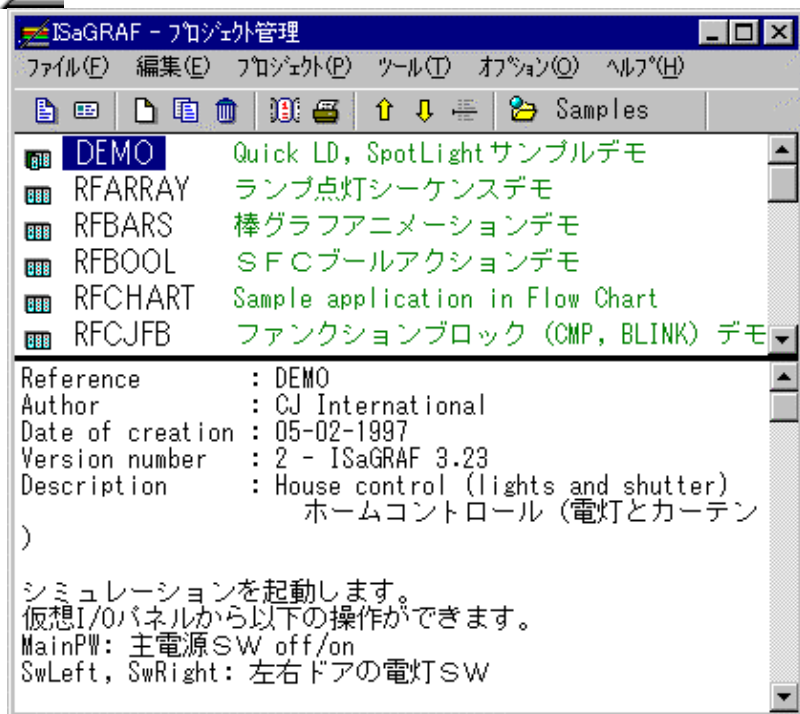 ISaGRAF - プロジェクト管理
ファイル(F) 編集(E) プロジェクト(P) ツール(T) オプション(O) ヘルプ(H)
Samples
DEMO Quick LD, SpotLightサンプルデモ
RFARRAY ランプ点灯シーケンスデモ
RFBARS 棒グラフアニメーションデモ
RFBOOL SFCブールアクションデモ
RFCHART Sample application in Flow Chart
RFCJFB ファンクションブロック (CMP, BLINK) デモ
Reference : DEMO
Author : CJ International
Date of creation : 05-02-1997
Version number : 2 - ISaGRAF 3.23
Description : House control (lights and shutter)
ホームコントロール (電灯とカーテン
)
シミュレーションを起動します。
仮想I/Oパネルから以下の操作ができます。
MainPW: 主電源SW off/on
SwLeft, SwRight: 左右ドアの電灯SW